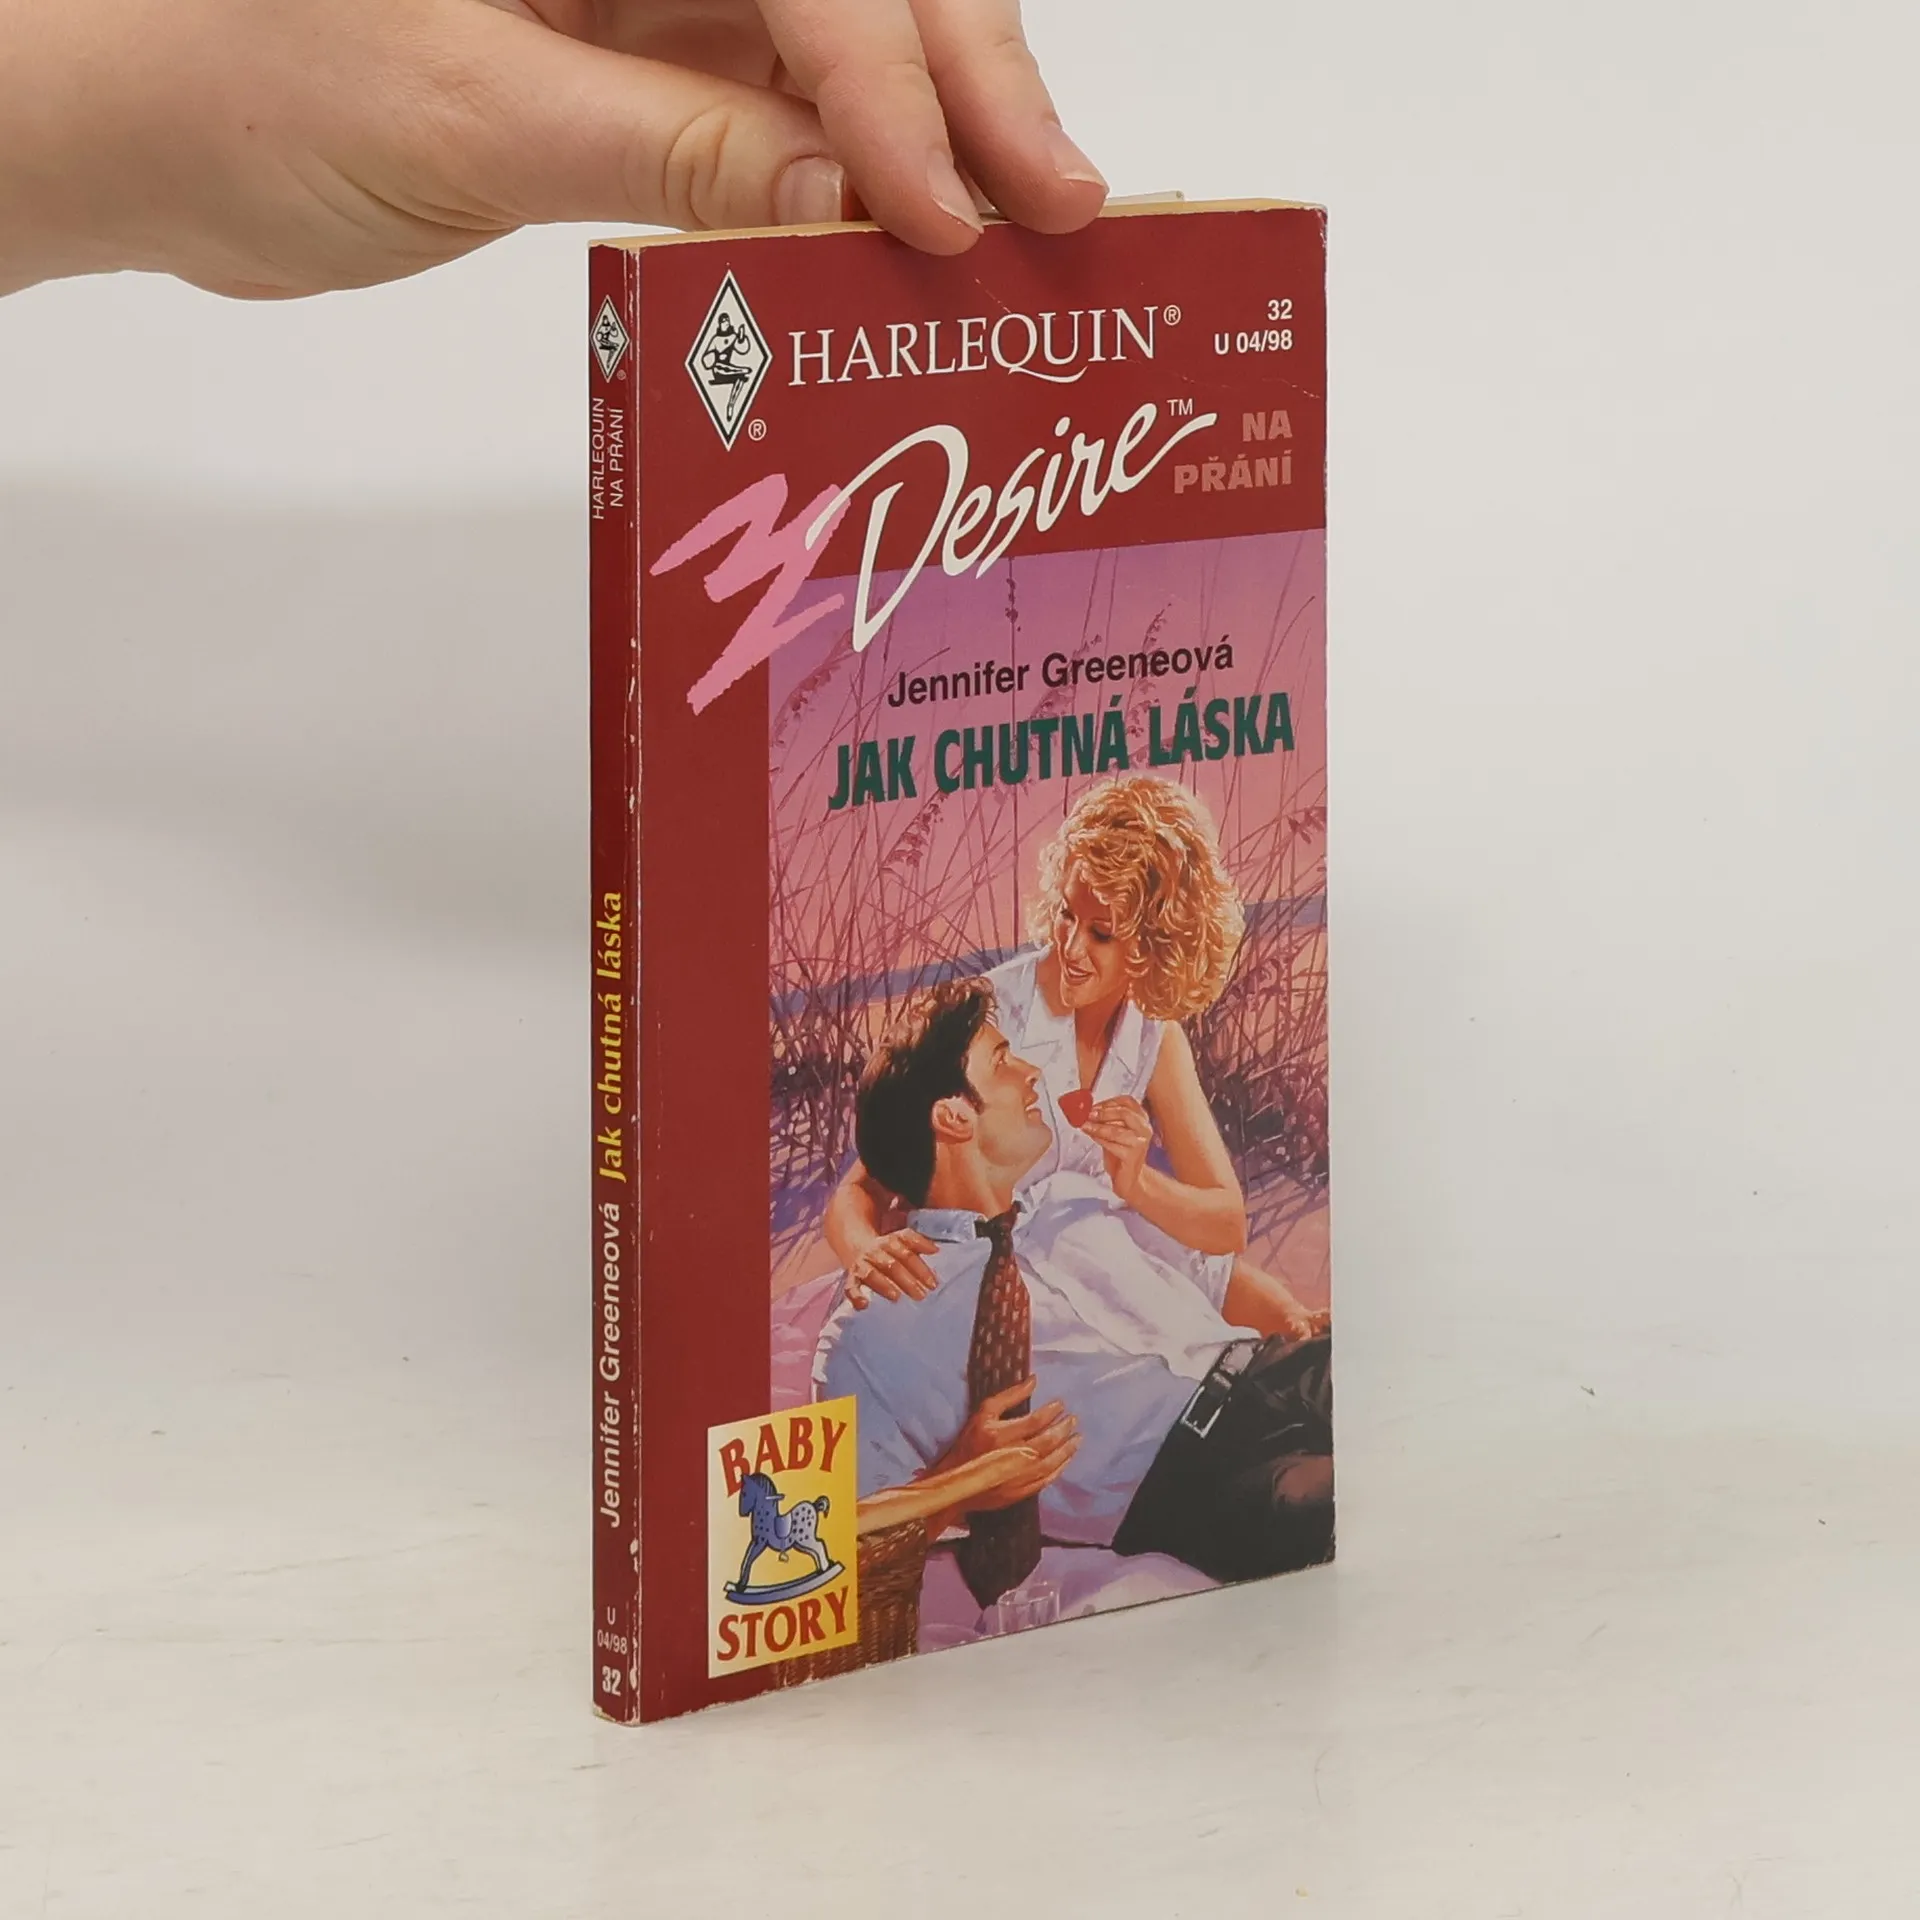 HARLEQUIN®
32
U 04/98
Desire™
NA
PŘÁNÍ
®
Jennifer Greeneová
JAK CHUTNÁ LÁSKA
BABY
STORY
®
HARLEQUIN
NA PŘÁNÍ
Jennifer Greeneová Jak chutná láska
U
04/98
32